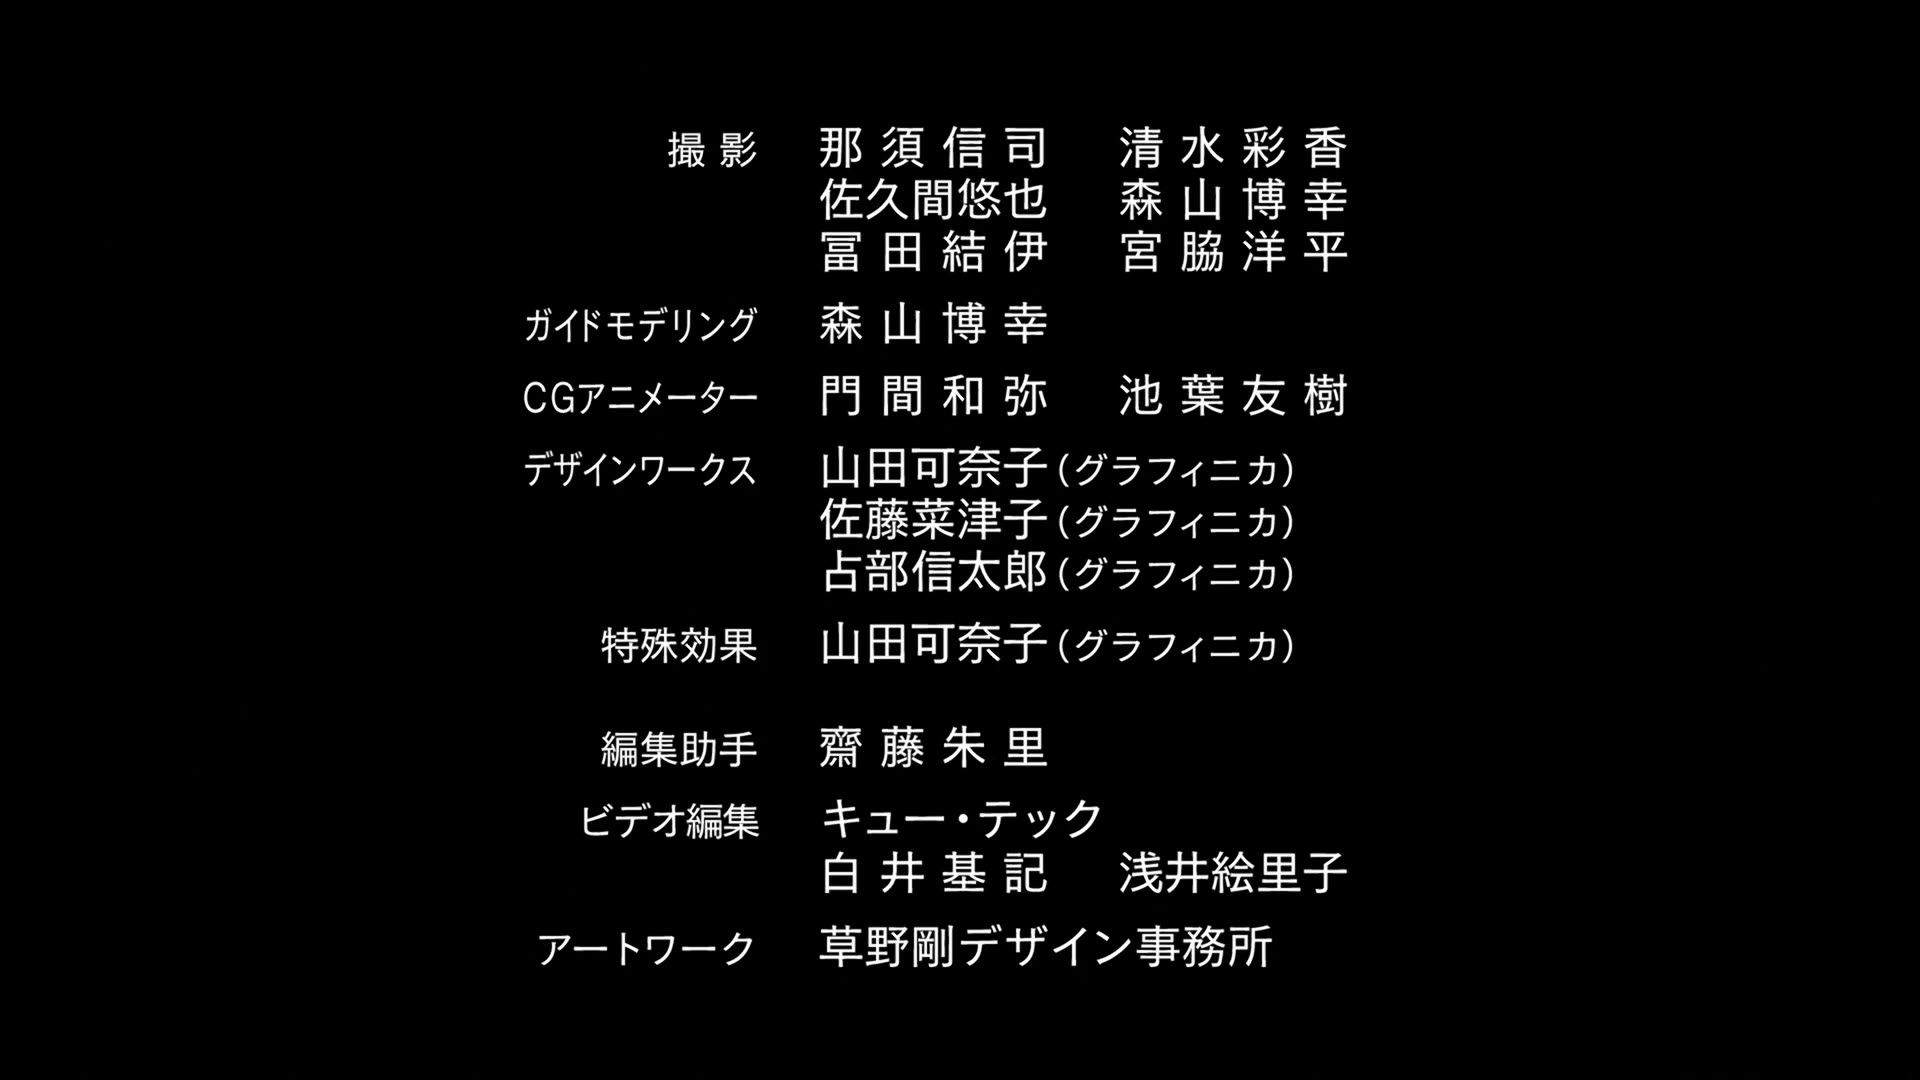 撮影 那須信司 清水彩香
佐久間悠也 森山博幸
冨田結伊 宮脇洋平
ガイドモデリング 森山博幸
CGアニメーター 門間和弥 池葉友樹
デザインワークス 山田可奈子(グラフィニカ)
佐藤菜津子(グラフィニカ)
占部信太郎(グラフィニカ)
特殊効果 山田可奈子(グラフィニカ)
編集助手 齋藤朱里
ビデオ編集 キュー・テック
白井基記 浅井絵里子
アートワーク 草野剛デザイン事務所